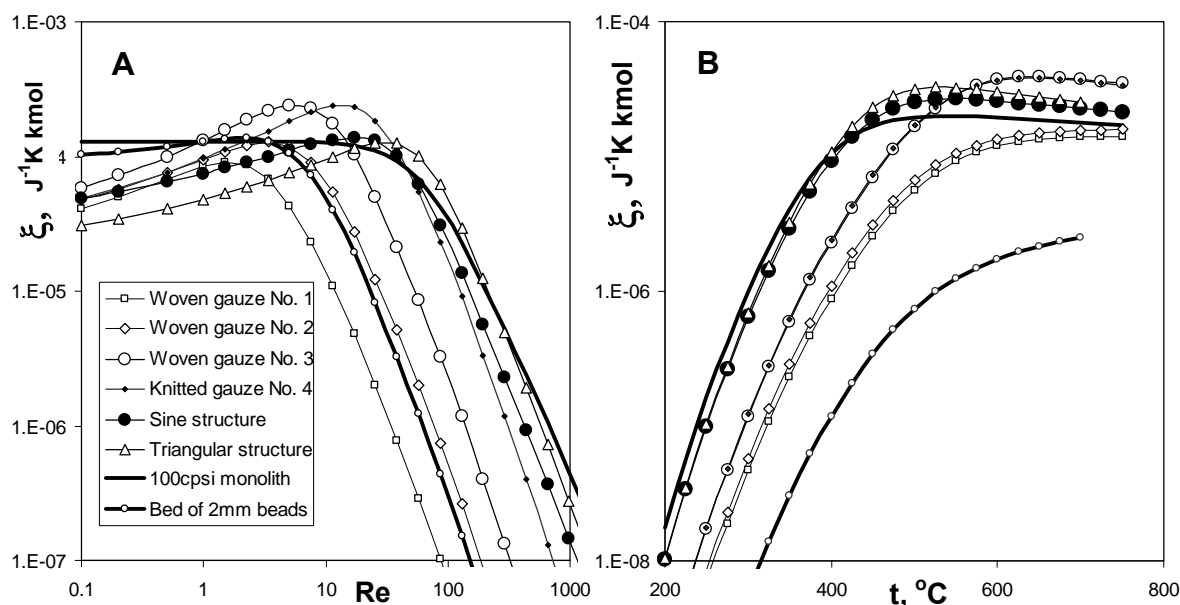 1.E-03
A
ξ, J⁻¹K kmol
4
1.E-05
1.E-06
1.E-07
Woven gauze No. 1
Woven gauze No. 2
Woven gauze No. 3
Knitted gauze No. 4
Sine structure
Triangular structure
100cpsi monolith
Bed of 2mm beads
0.1
1
10
100
1000
Re
1.E-04
B
ξ, J⁻¹K kmol
1.E-06
1.E-08
200
400
600
800
t, °C